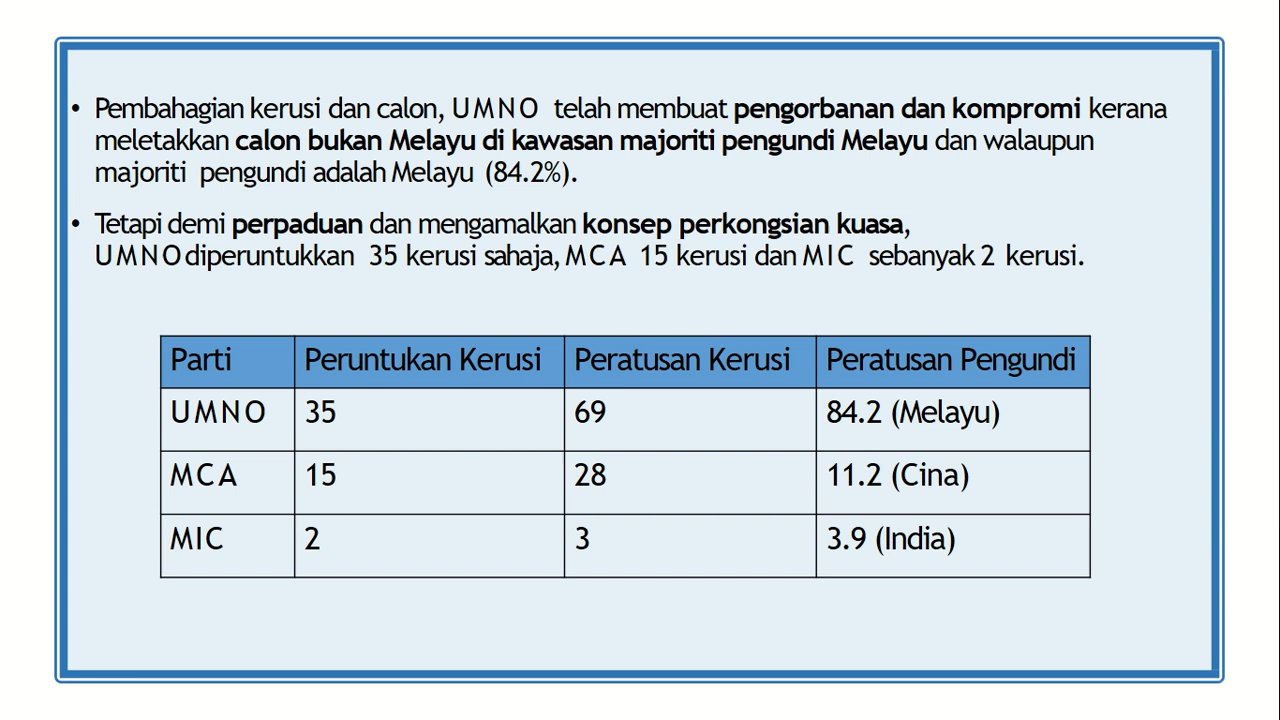 • Pembahagian kerusi dan calon, UMNO telah membuat pengorbanan dan kompromi kerana
meletakkan calon bukan Melayu di kawasan majoriti pengundi Melayu dan walaupun
majoriti pengundi adalah Melayu (84.2%).
• Tetapi demi perpaduan dan mengamalkan konsep perkongsian kuasa,
UMNO diperuntukkan 35 kerusi sahaja, MCA 15 kerusi dan MIC sebanyak 2 kerusi.
Parti Peruntukan Kerusi Peratusan Kerusi Peratusan Pengundi
UMNO 35 69 84.2 (Melayu)
MCA 15 28 11.2 (Cina)
MIC 2 3 3.9 (India)